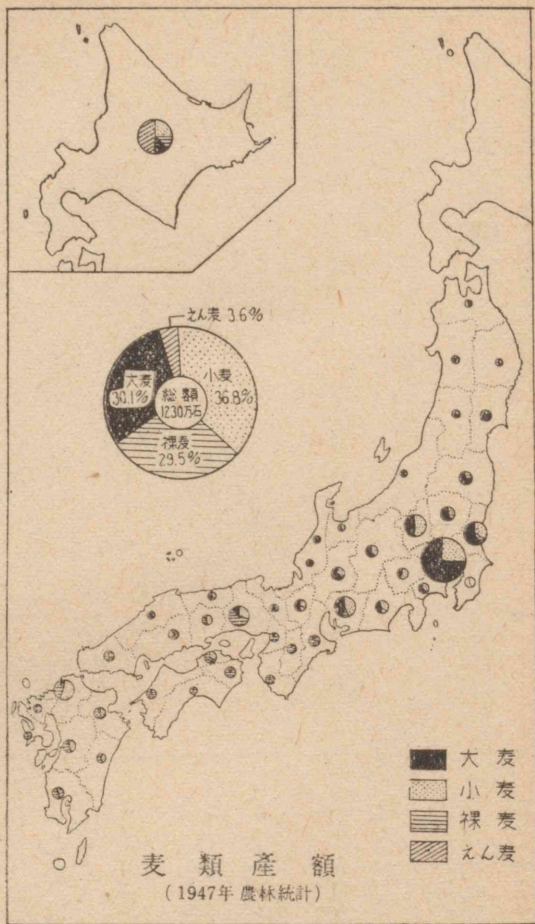 えん麦 3.6%
大麦
30.1%
小麦
36.8%
総額
1230万石
裸麦
29.5%
大麦
小麦
裸麦
えん麦
麦類産額
(1947年 農林統計)